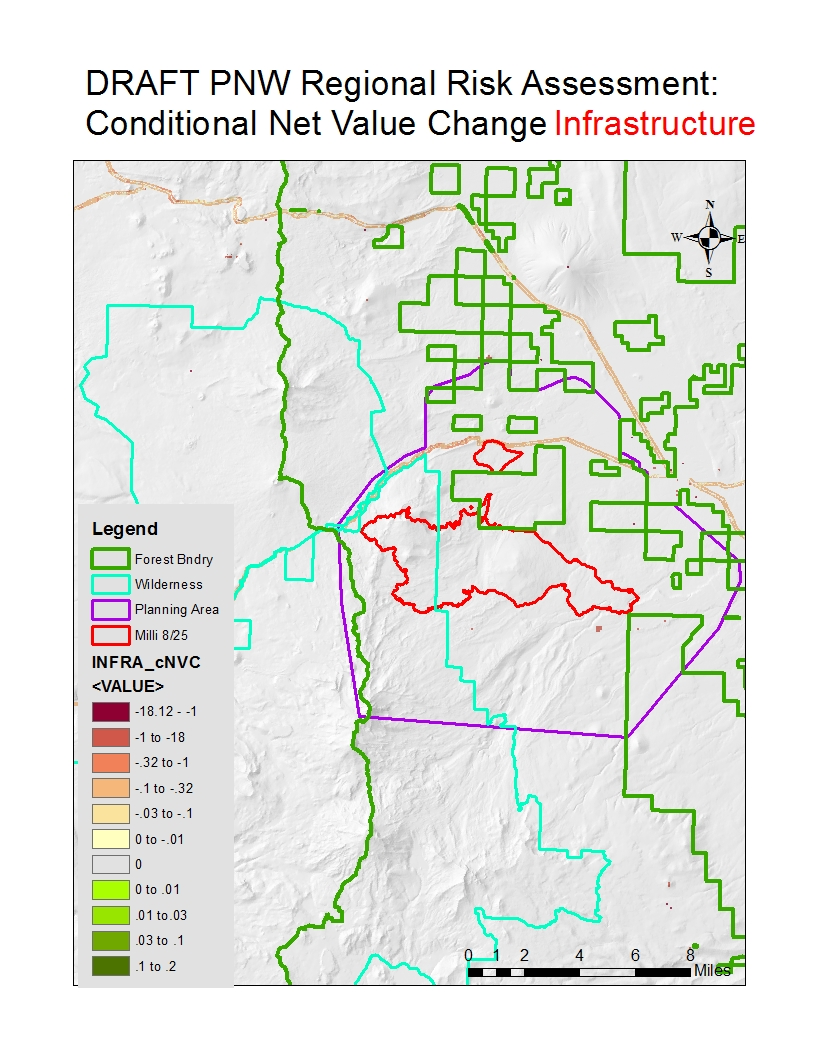 DRAFT PNW Regional Risk Assessment:
Conditional Net Value Change Infrastructure
N
W
E
S
Legend
Forest Bndry
Wilderness
Planning Area
Milli 8/25
INFRA_cNVC
<VALUE>
-18.12 - -1
-1 to -18
-.32 to -1
-.1 to -.32
-.03 to -.1
0 to -.01
0
0 to .01
.01 to.03
.03 to .1
.1 to .2
0 1 2 4 6 8
Miles